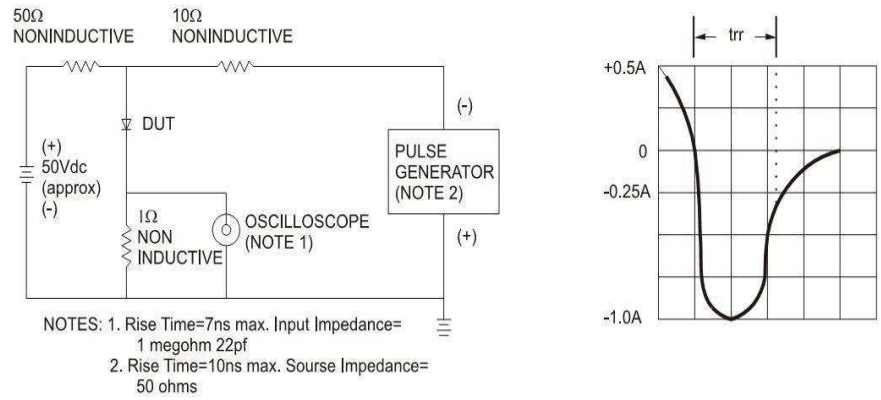 50Ω
NONINDUCTIVE
10Ω
NONINDUCTIVE
DUT
(+)
50Vdc
(approx)
(-)
1Ω
NON
INDUCTIVE
OSCILLOSCOPE
(NOTE 1)
(-)
PULSE
GENERATOR
(NOTE 2)
(+)
NOTES: 1. Rise Time=7ns max. Input Impedance=
1 megohm 22pf
2. Rise Time=10ns max. Sourse Impedance=
50 ohms
trr
+0.5A
0
-0.25A
-1.0A